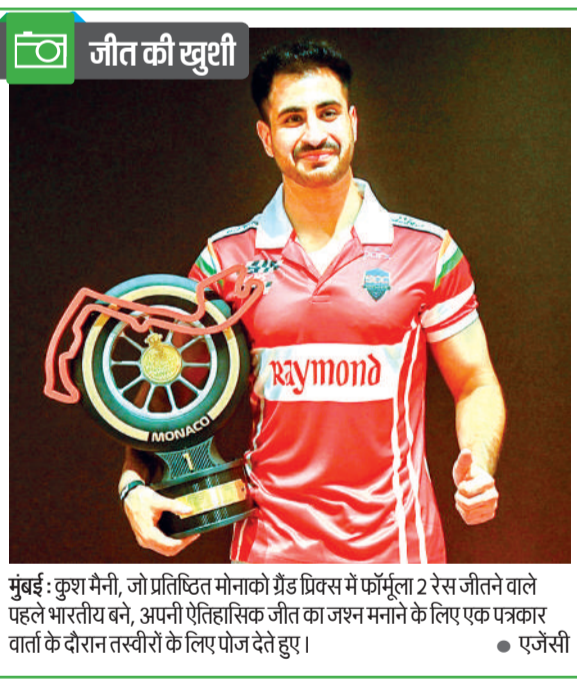 जीत की खुशी
MONACO
1
Raymond
मुंबई : कुश मैनी, जो प्रतिष्ठित मोनाको ग्रैंड प्रिक्स में फॉर्मूला 2 रेस जीतने वाले
पहले भारतीय बने, अपनी ऐतिहासिक जीत का जश्न मनाने के लिए एक पत्रकार
वार्ता के दौरान तस्वीरों के लिए पोज देते हुए।
● एजेंसी